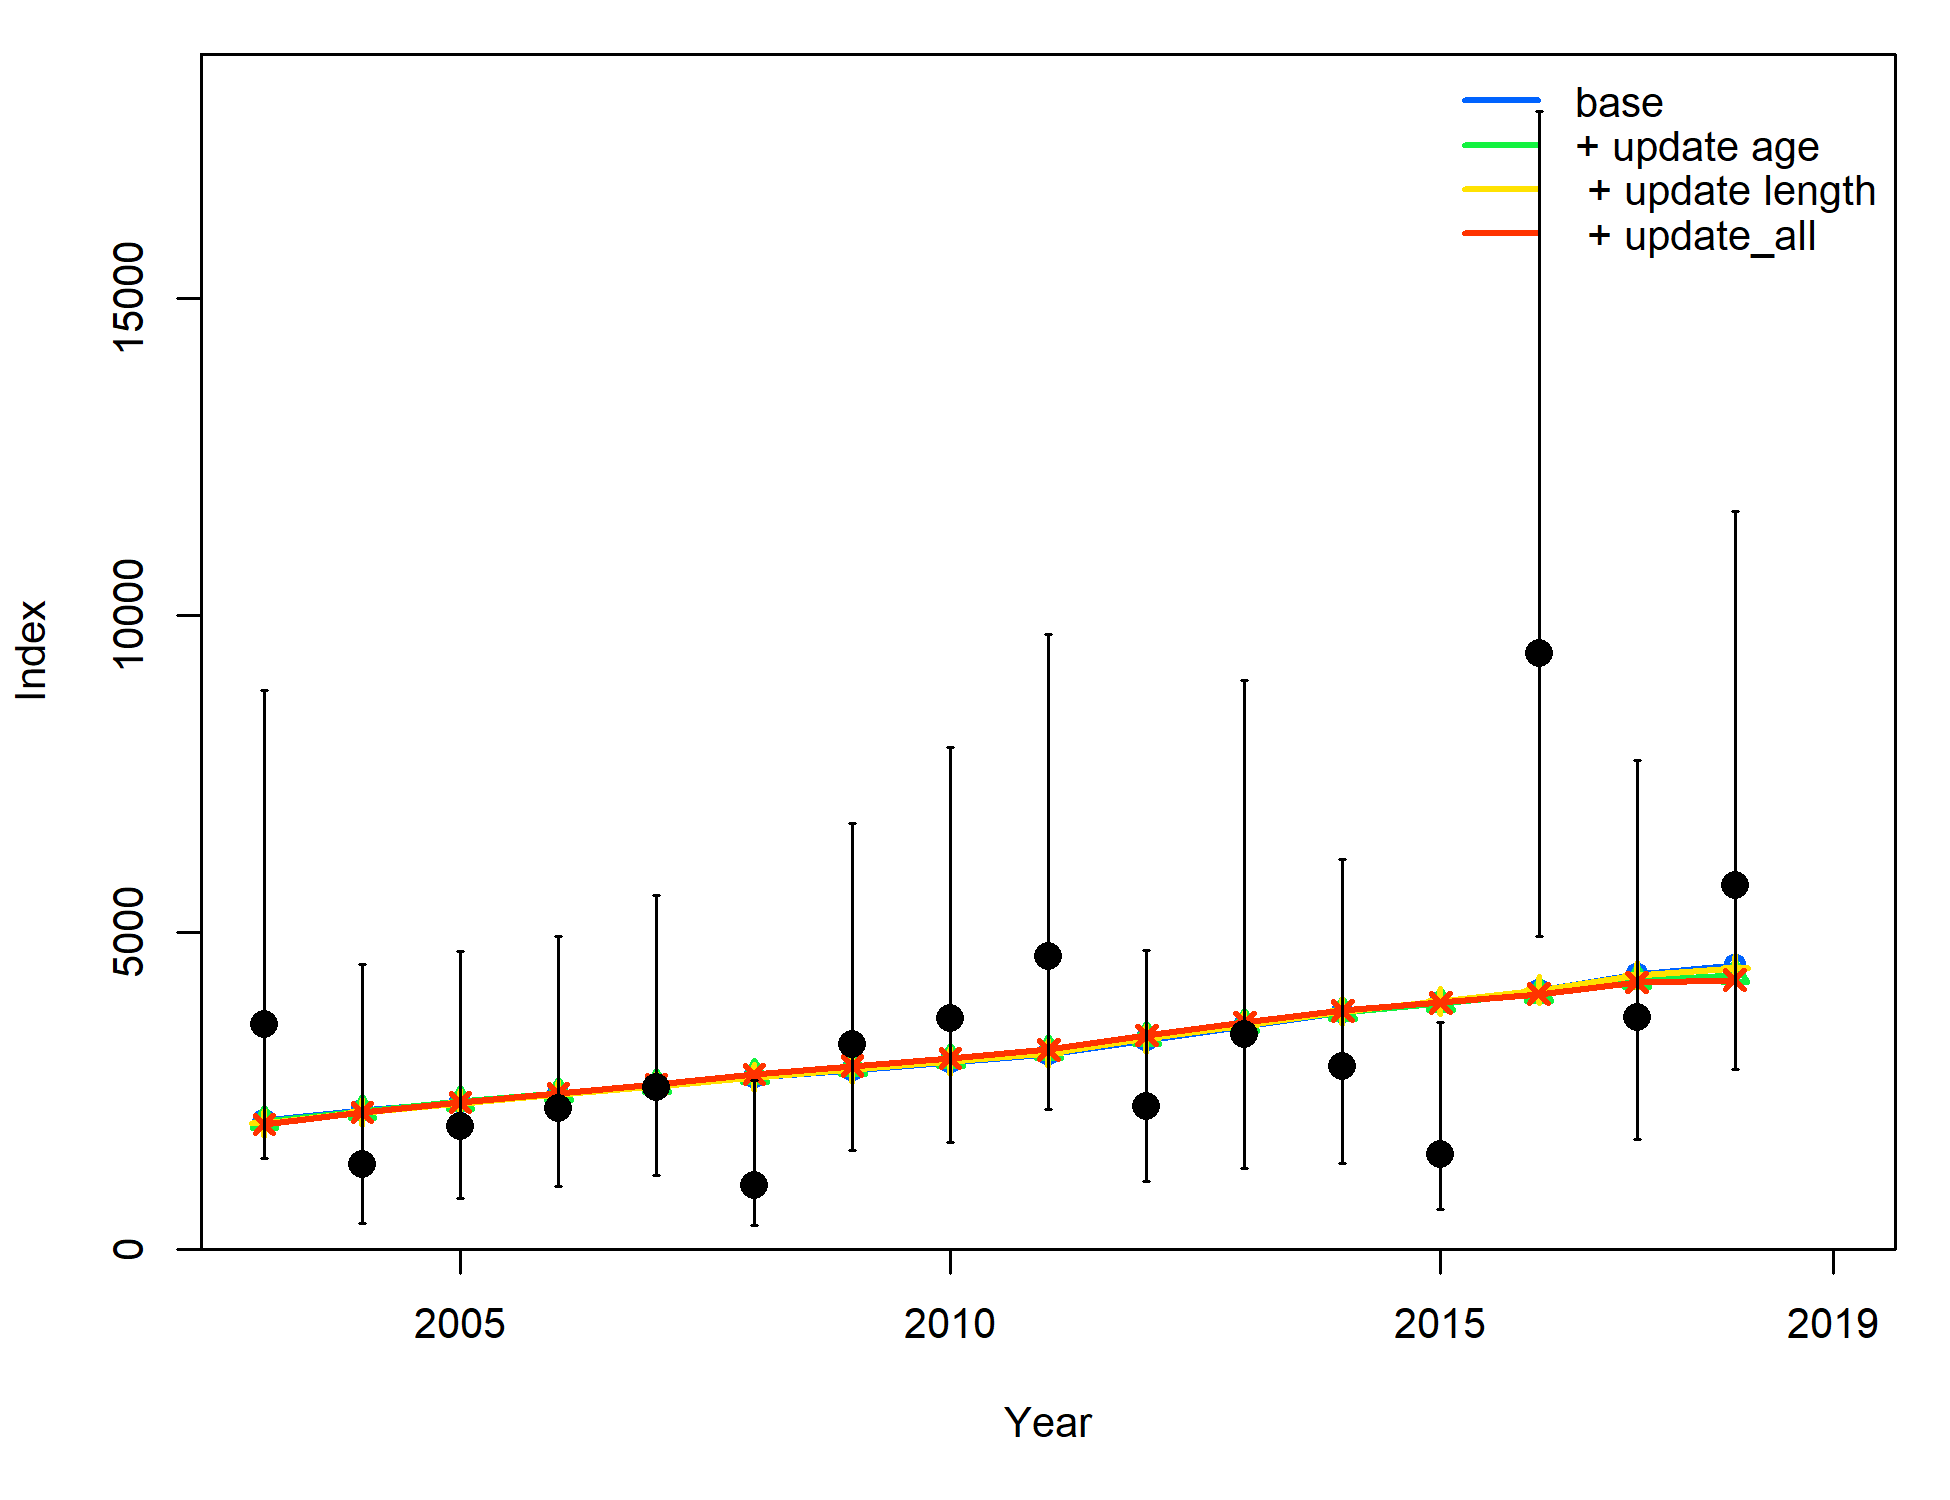 base
+ update age
+ update length
+ update_all
15000
10000
5000
0
Index
2005
2010
2015
2019
Year